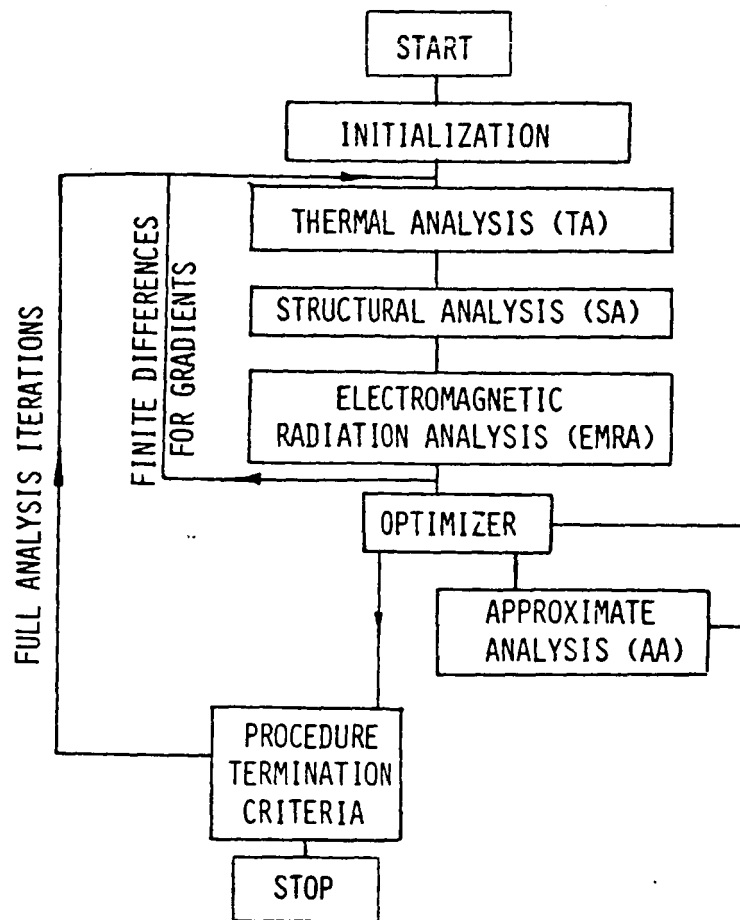 START
INITIALIZATION
THERMAL ANALYSIS (TA)
STRUCTURAL ANALYSIS (SA)
ELECTROMAGNETIC
RADIATION ANALYSIS (EMRA)
FINITE DIFFERENCES
FOR GRADIENTS
FULL ANALYSIS ITERATIONS
OPTIMIZER
APPROXIMATE
ANALYSIS (AA)
PROCEDURE
TERMINATION
CRITERIA
STOP